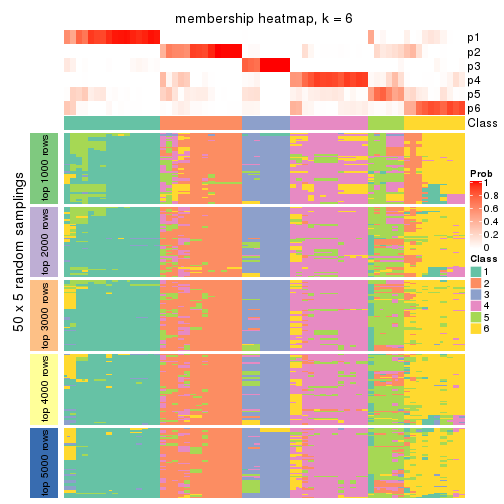 membership heatmap, k = 6
p1
p2
p3
p4
p5
p6
Class
50 x 5 random samplings
top 1000 rows
top 2000 rows
top 3000 rows
top 4000 rows
top 5000 rows
Prob
1
0.8
0.6
0.4
0.2
0
Class
1
2
3
4
5
6